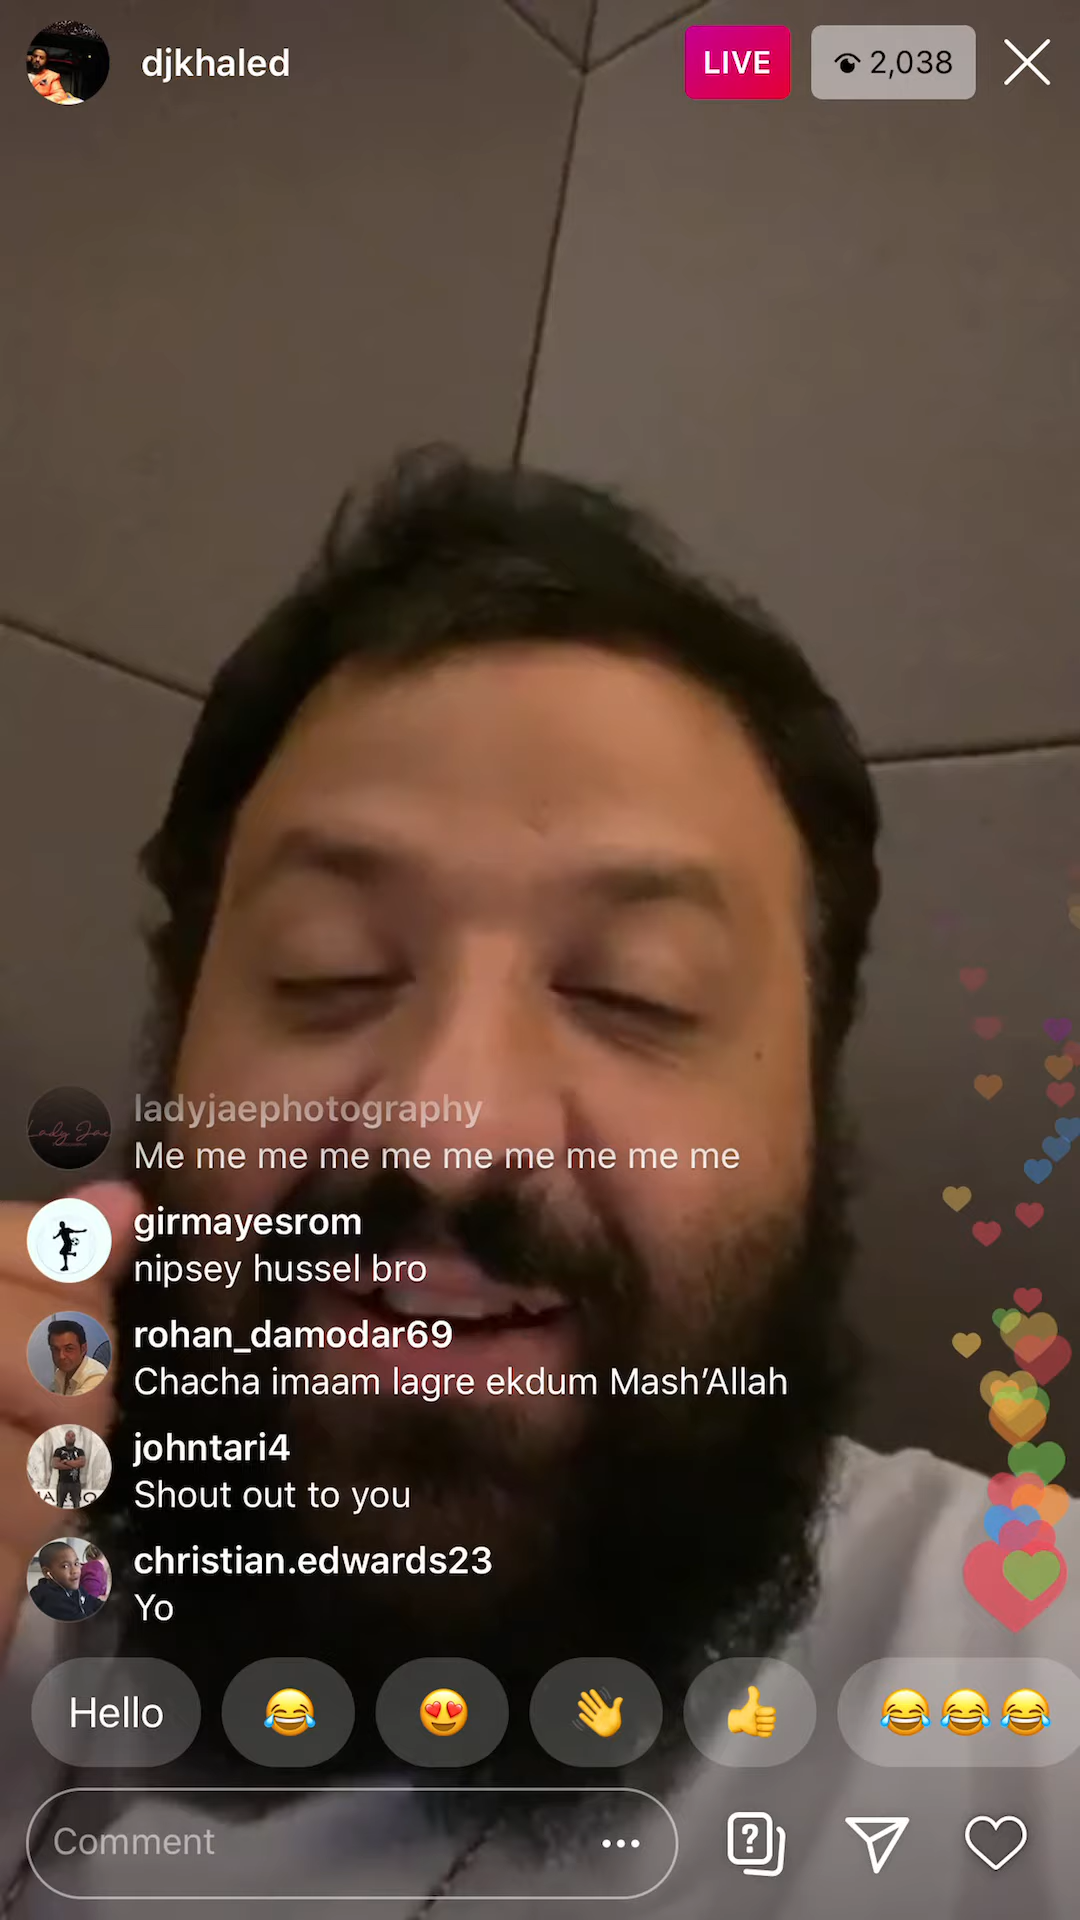 djkhaled
LIVE
2,038
ladyjaephotography
Me me me me me me me me me me
girmayesrom
nipsey hussel bro
rohan_damodar69
Chacha imaam lagre ekdum Mash’Allah
johntari4
Shout out to you
christian.edwards23
Yo
Hello
Comment